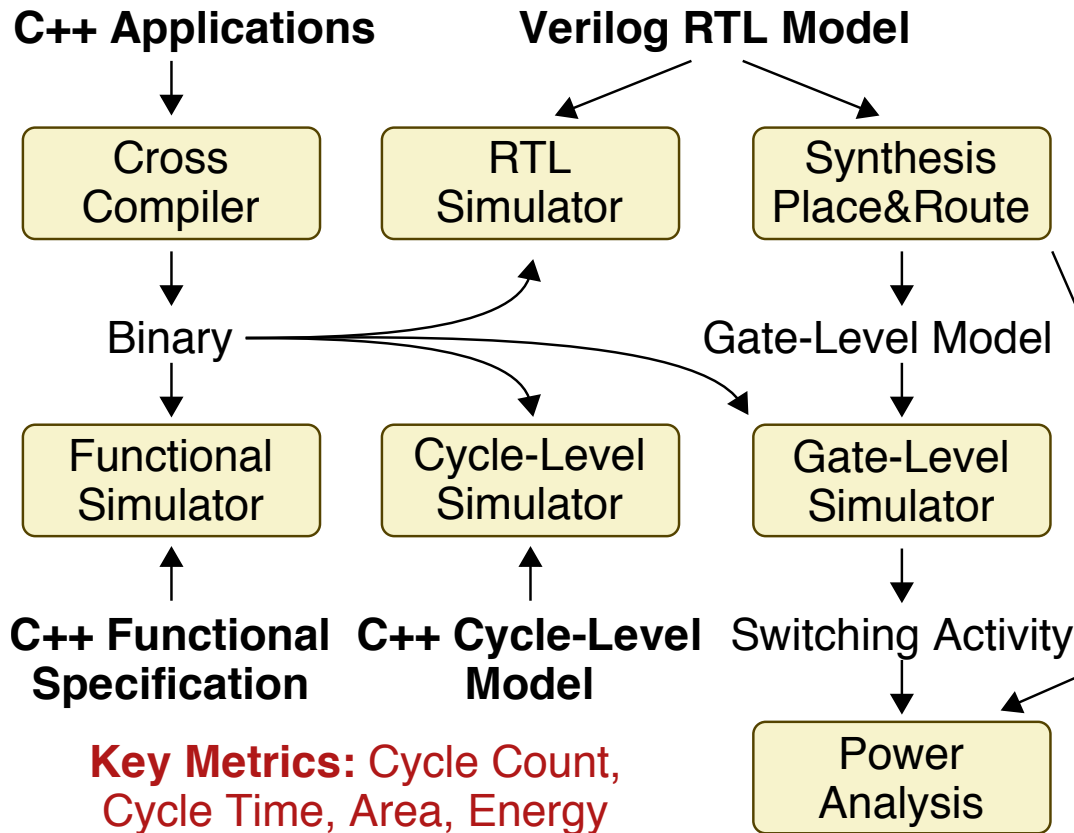 C++ Applications
Verilog RTL Model
Cross
Compiler
RTL
Simulator
Synthesis
Place&Route
Binary
Gate-Level Model
Functional
Simulator
Cycle-Level
Simulator
Gate-Level
Simulator
C++ Functional
Specification
C++ Cycle-Level
Model
Switching Activity
Key Metrics: Cycle Count,
Cycle Time, Area, Energy
Power
Analysis